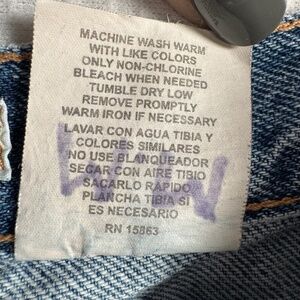 MACHINE WASH WARM
WITH LIKE COLORS
ONLY NON-CHLORINE
BLEACH WHEN NEEDED
TUMBLE DRY LOW
REMOVE PROMPTLY
WARM IRON IF NECESSARY
LAVAR CON AGUA TIBIA Y
COLORES SIMILARES
NO USE BLANQUEADOR
SECAR CON AIRE TIBIO
SACARLO RAPIDO
PLANCHA TIBIA SI
ES NECESARIO
RN 15863